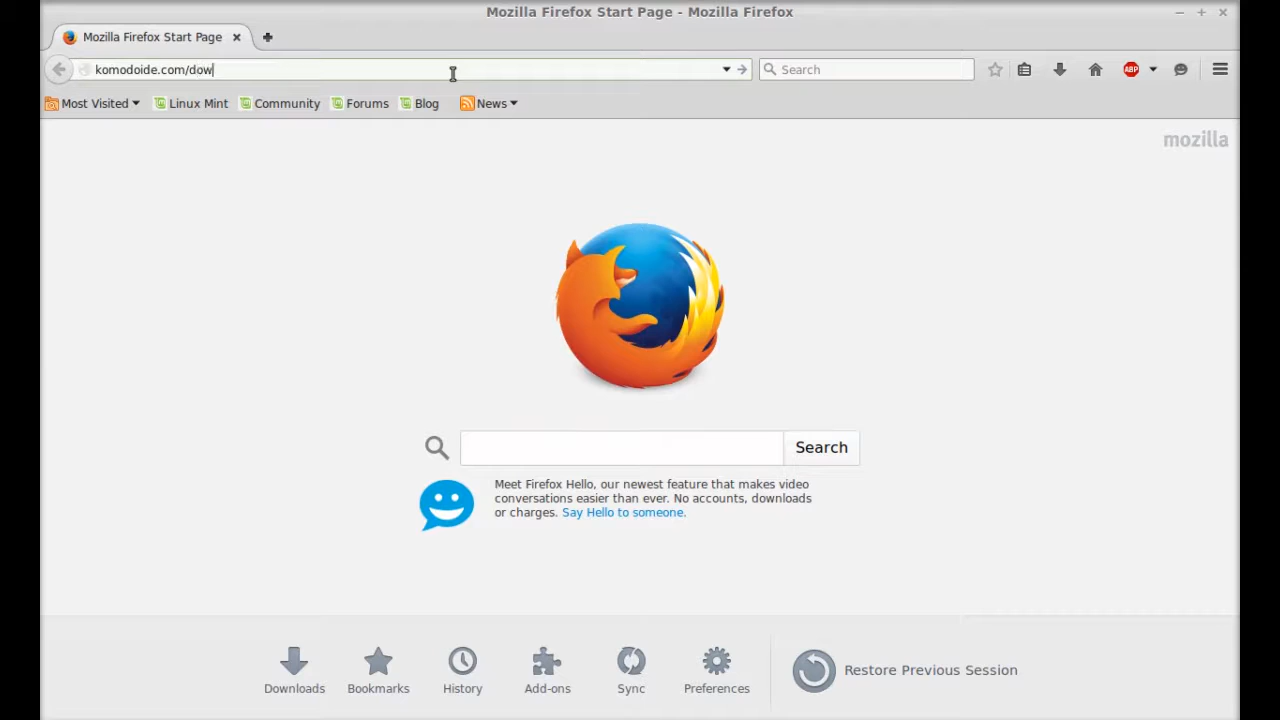 Mozilla Firefox Start Page - Mozilla Firefox
Mozilla Firefox Start Page
komodoide.com/dow
Search
ABP
Most Visited
Linux Mint
Community
Forums
Blog
News
mozilla
Search
Meet Firefox Hello, our newest feature that makes video
conversations easier than ever. No accounts, downloads
or charges. Say Hello to someone.
Downloads
Bookmarks
History
Add-ons
Sync
Preferences
Restore Previous Session